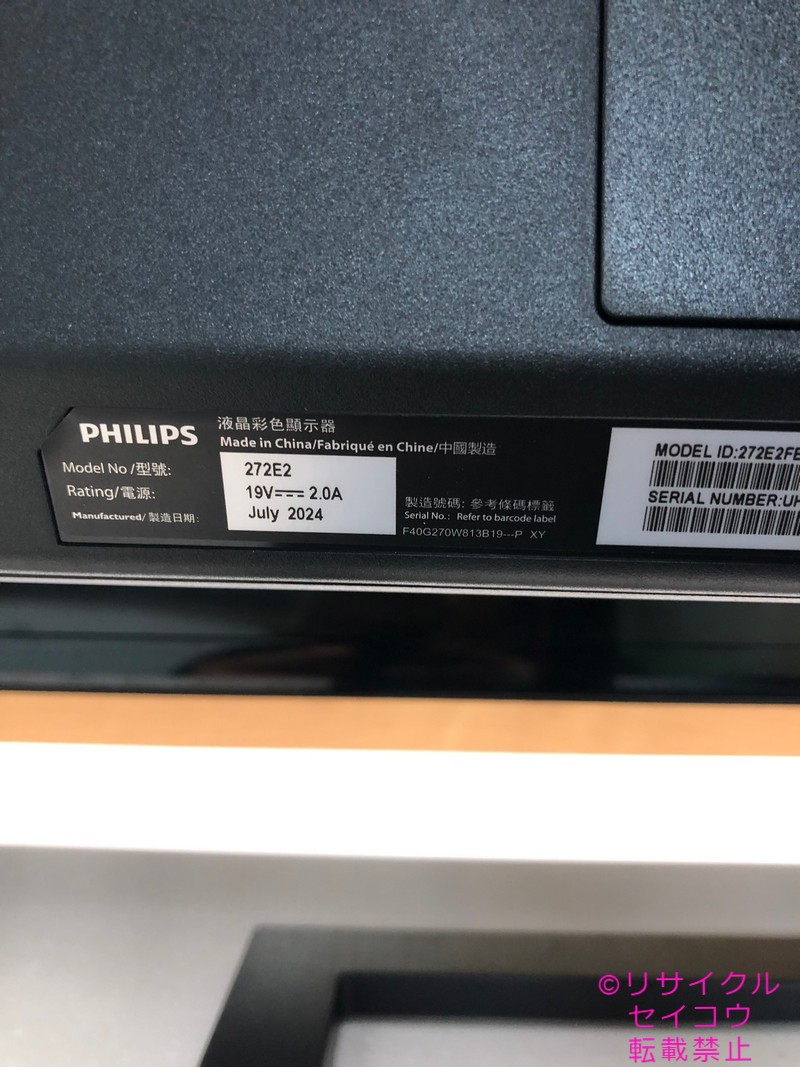 PHILIPS
液晶彩色顯示器
Made in China/Fabriqué en Chine/中國製造
Model No /型號:
272E2
Rating/電源:
19V⎓ 2.0A
Manufactured/ 製造日期:
July 2024
製造號碼: 參考條碼標籤
Serial No.: Refer to barcode label
F40G270W813B19---P XY
MODEL ID:272E2FE
SERIAL NUMBER:UH
©リサイクル
セイコウ
転載禁止